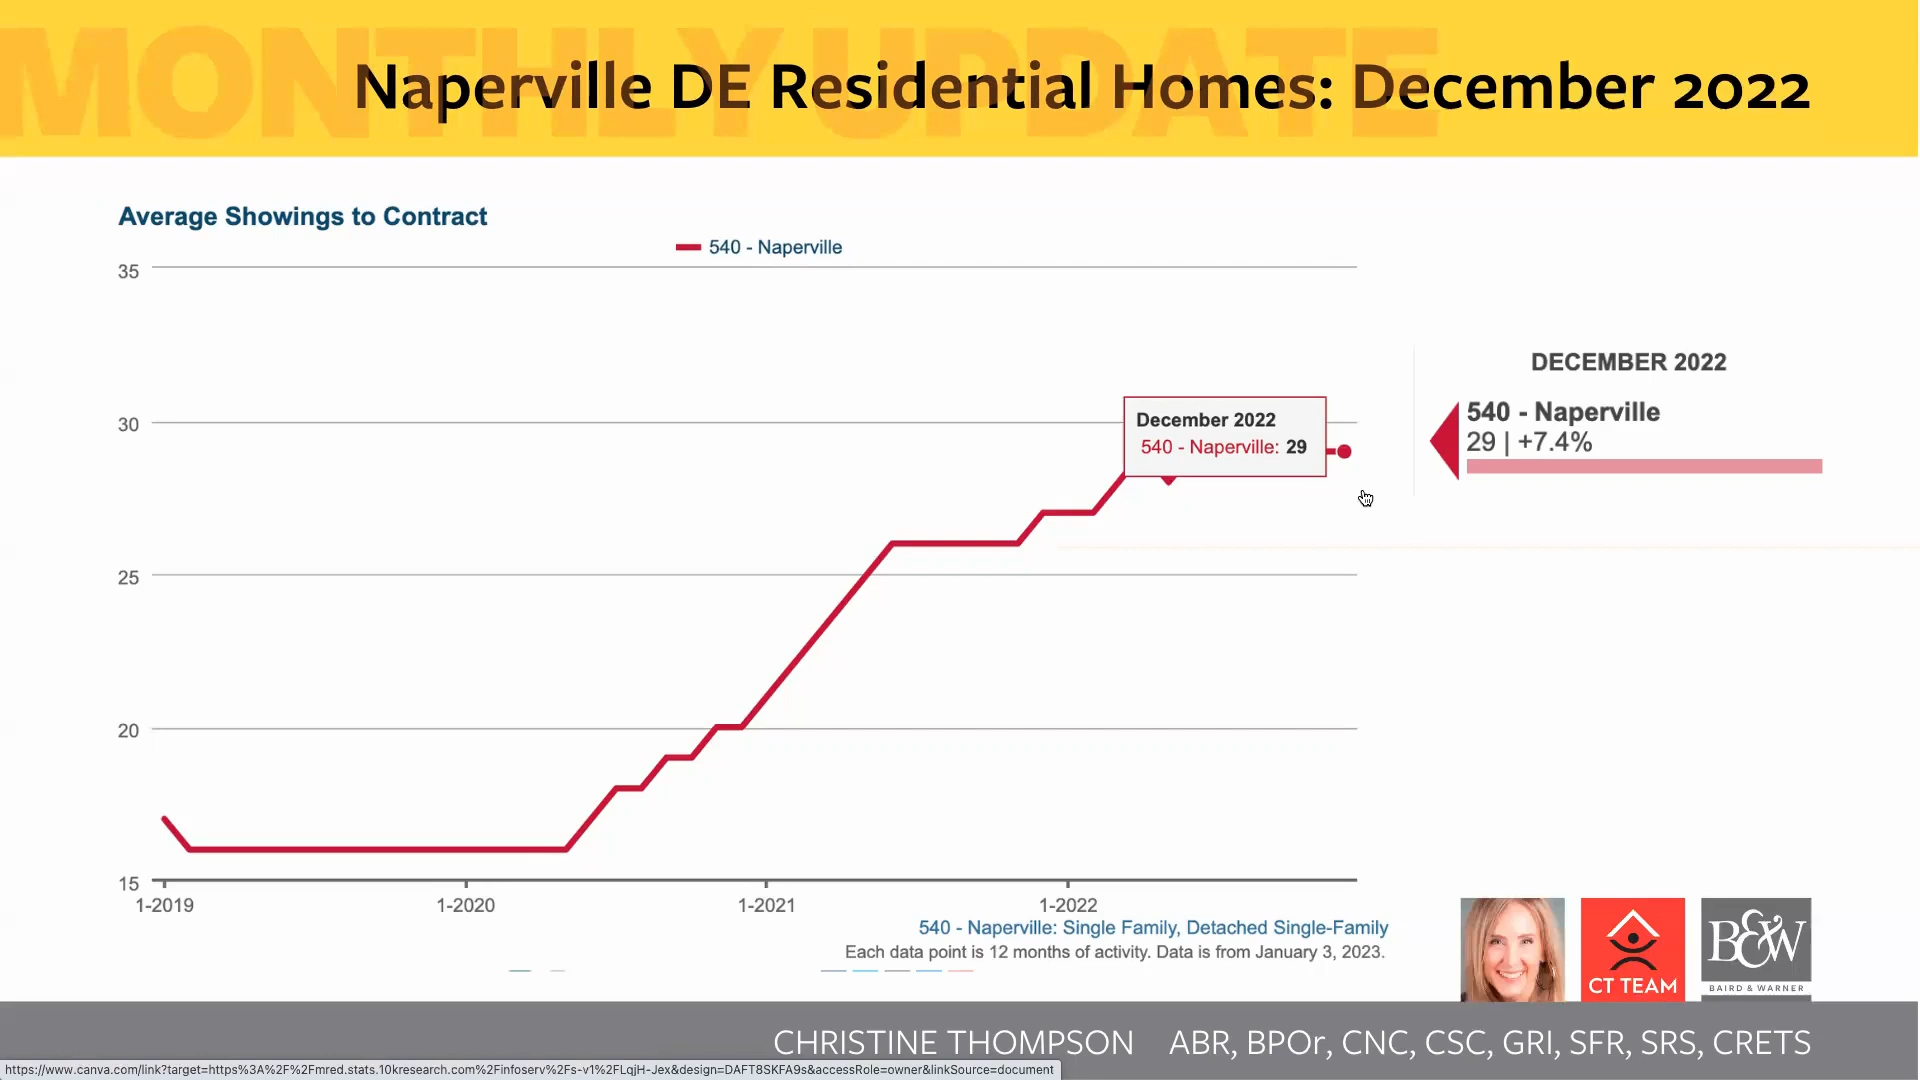 MONTHLY UPDATE
Naperville DE Residential Homes: December 2022
Average Showings to Contract
540 - Naperville
35
30
25
20
15
December 2022
540 - Naperville: 29
DECEMBER 2022
540 - Naperville
29 | +7.4%
1-2019
1-2020
1-2021
1-2022
540 - Naperville: Single Family, Detached Single-Family
Each data point is 12 months of activity. Data is from January 3, 2023.
CT TEAM
B&W
BAIRD & WARNER
CHRISTINE THOMPSON ABR, BPOr, CNC, CSC, GRI, SFR, SRS, CRETS
https://www.canva.com/link?target=https%3A%2F%2Fmred.stats.10kresearch.com%2Finfoserv%2Fs-v1%2FLqjH-Jex&design=DAFT8SKFA9s&accessRole=owner&linkSource=document